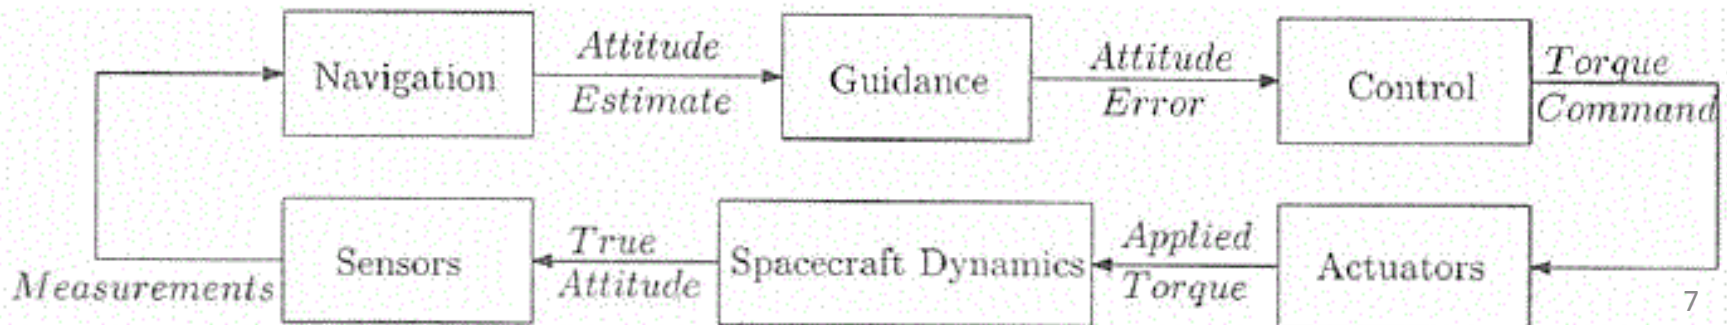 Navigation
Attitude
Estimate
Guidance
Attitude
Error
Control
Torque
Command
Measurements
Sensors
True
Attitude
Spacecraft Dynamics
Applied
Torque
Actuators
7